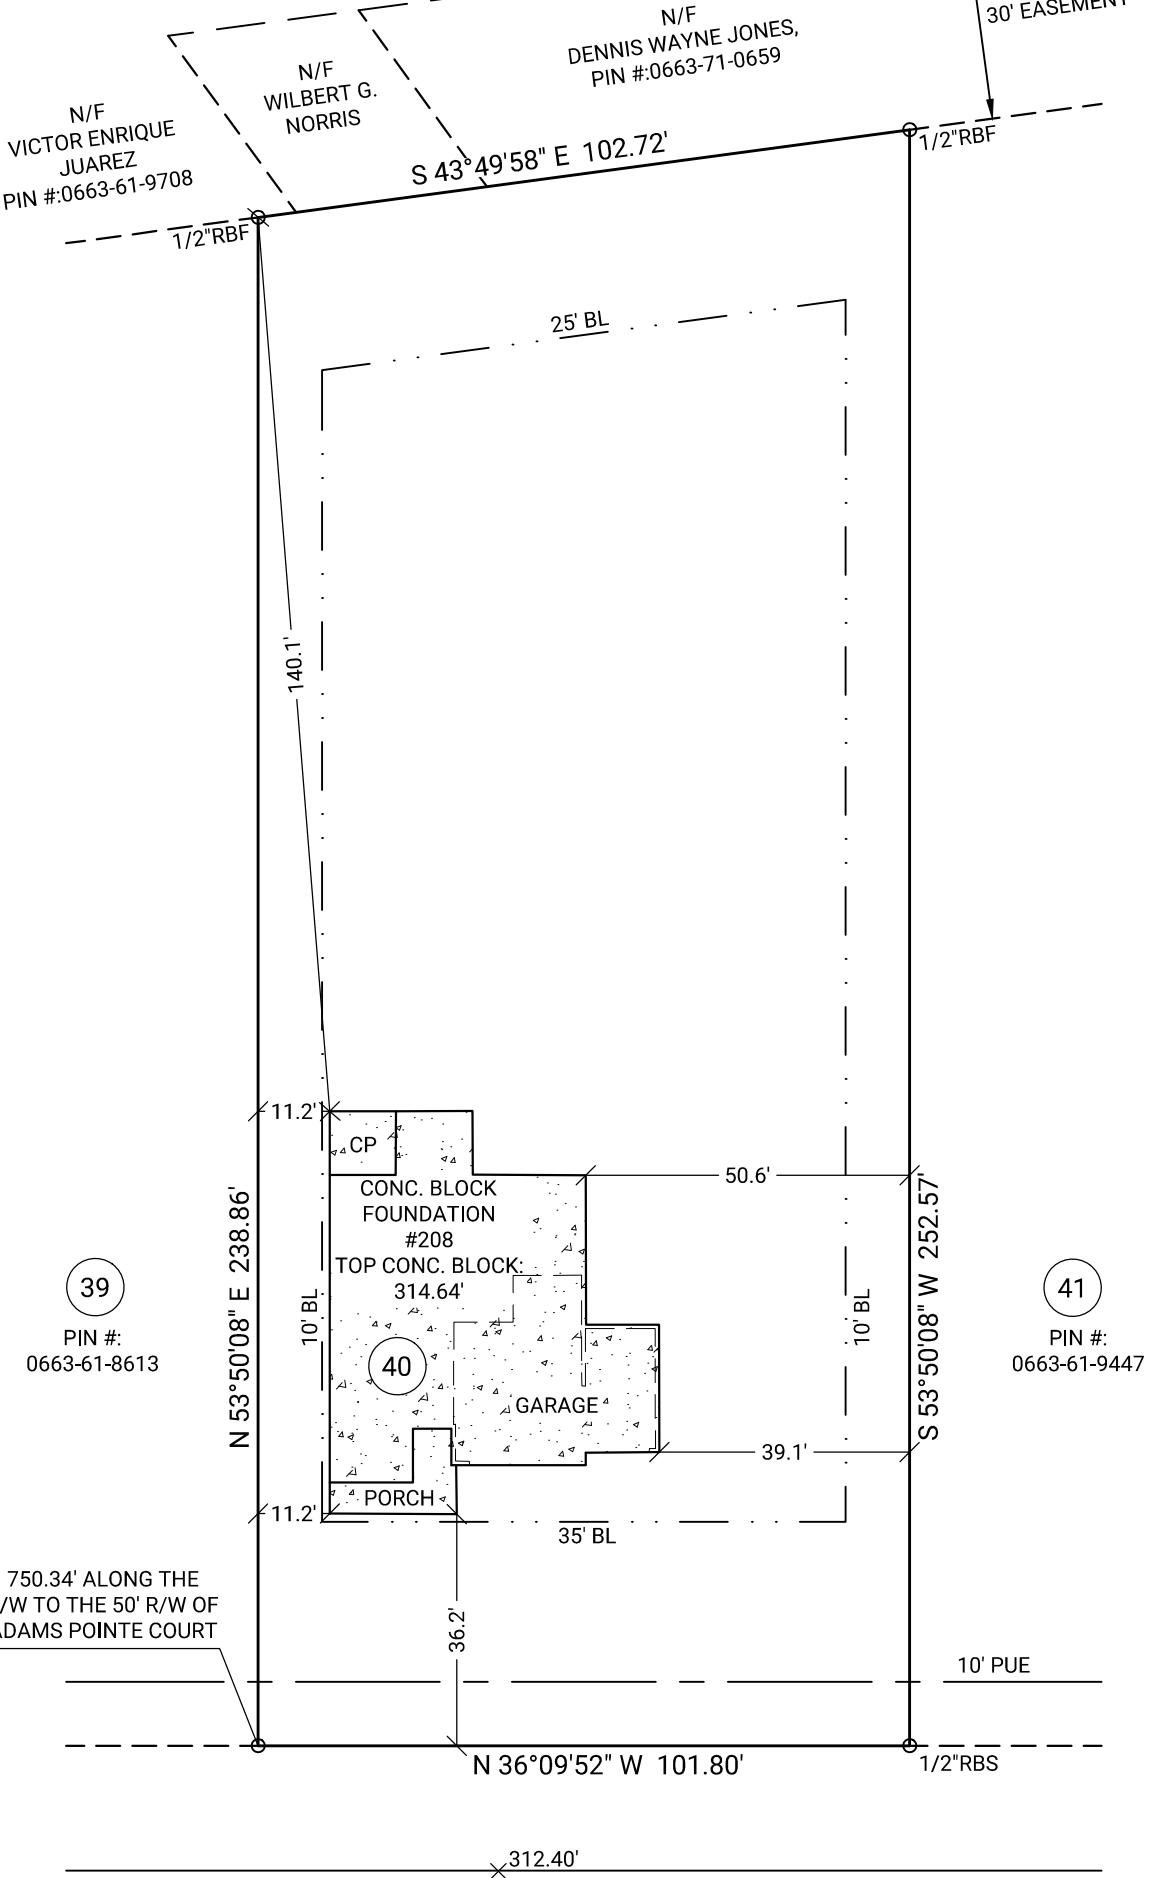 30' EASEMENT
N/F
DENNIS WAYNE JONES,
PIN #:0663-71-0659
N/F
WILBERT G.
NORRIS
N/F
VICTOR ENRIQUE
JUAREZ
PIN #:0663-61-9708
S 43°49'58" E 102.72'
1/2"RBF
1/2"RBF
25' BL
140.1'
11.2'
CP
50.6'
CONC. BLOCK
FOUNDATION
#208
TOP CONC. BLOCK:
314.64'
N 53°50'08" E 238.86'
S 53°50'08" W 252.57'
39
PIN #:
0663-61-8613
10' BL
10' BL
41
PIN #:
0663-61-9447
40
GARAGE
39.1'
PORCH
11.2'
35' BL
750.34' ALONG THE
/W TO THE 50' R/W OF
ADAMS POINTE COURT
36.2'
10' PUE
N 36°09'52" W 101.80'
1/2"RBS
312.40'